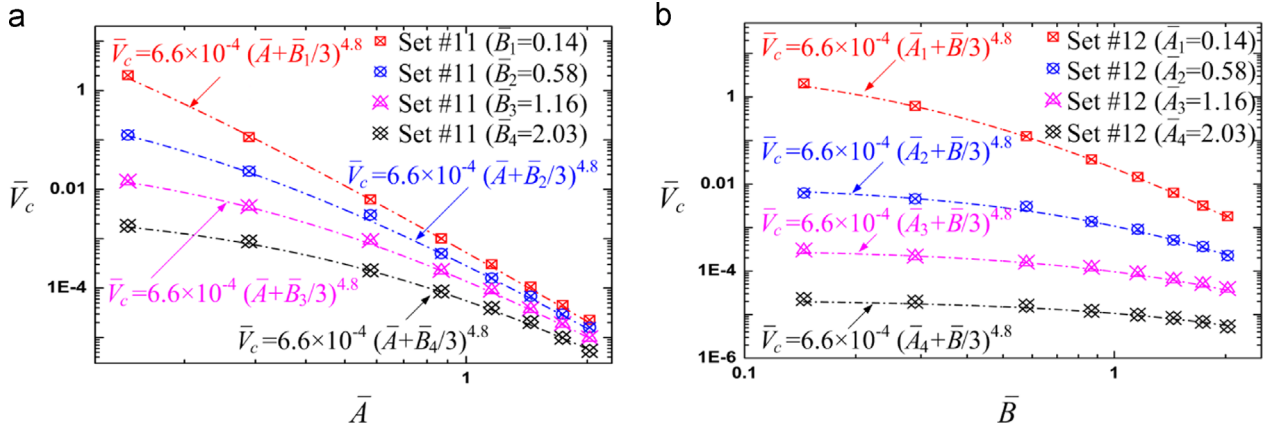 a
V̄c=6.6×10⁻⁴ (Ā+B̄₁/3)⁴·⁸
Set #11 (B̄₁=0.14)
Set #11 (B̄₂=0.58)
Set #11 (B̄₃=1.16)
Set #11 (B̄₄=2.03)
V̄c=6.6×10⁻⁴ (Ā+B̄₂/3)⁴·⁸
V̄c=6.6×10⁻⁴ (Ā+B̄₃/3)⁴·⁸
V̄c=6.6×10⁻⁴ (Ā+B̄₄/3)⁴·⁸
1
0.01
1E-4
V̄c
1
Ā
b
V̄c=6.6×10⁻⁴ (Ā₁+B̄/3)⁴·⁸
Set #12 (Ā₁=0.14)
Set #12 (Ā₂=0.58)
Set #12 (Ā₃=1.16)
Set #12 (Ā₄=2.03)
V̄c=6.6×10⁻⁴ (Ā₂+B̄/3)⁴·⁸
V̄c=6.6×10⁻⁴ (Ā₃+B̄/3)⁴·⁸
V̄c=6.6×10⁻⁴ (Ā₄+B̄/3)⁴·⁸
1
0.01
1E-4
1E-6
V̄c
0.1
1
B̄